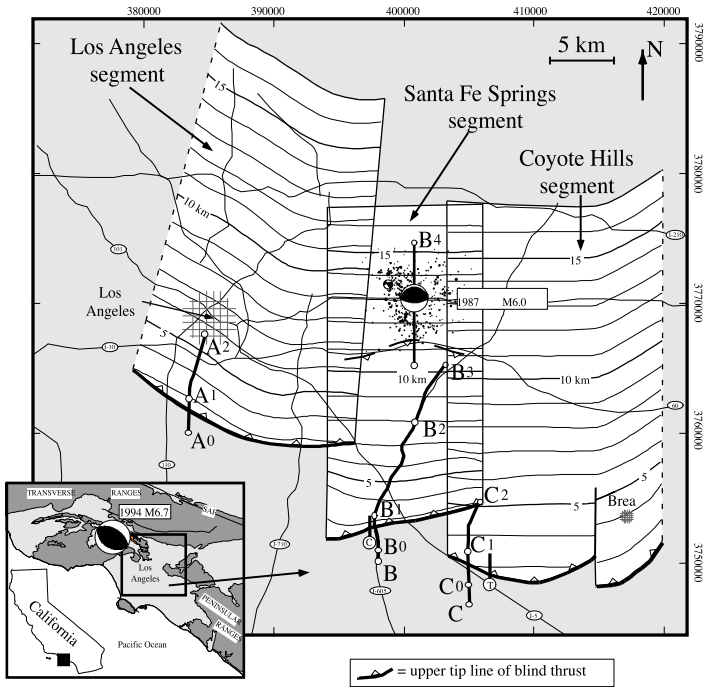 380000
390000
400000
410000
420000
3790000
3780000
3770000
3760000
3750000
Los Angeles
segment
Santa Fe Springs
segment
Coyote Hills
segment
5 km
N
15
10 km
5
101
I-10
110
I-710
I-605
I-5
60
I-210
Los
Angeles
A2
A1
A0
B4
15
1987 M6.0
10 km
B3
B2
5
B1
B0
B
C
15
10 km
5
5
Brea
C2
C1
C0
C
T
TRANSVERSE RANGES
1994 M6.7
SAF
Los
Angeles
PENINSULAR
RANGES
California
Pacific Ocean
= upper tip line of blind thrust